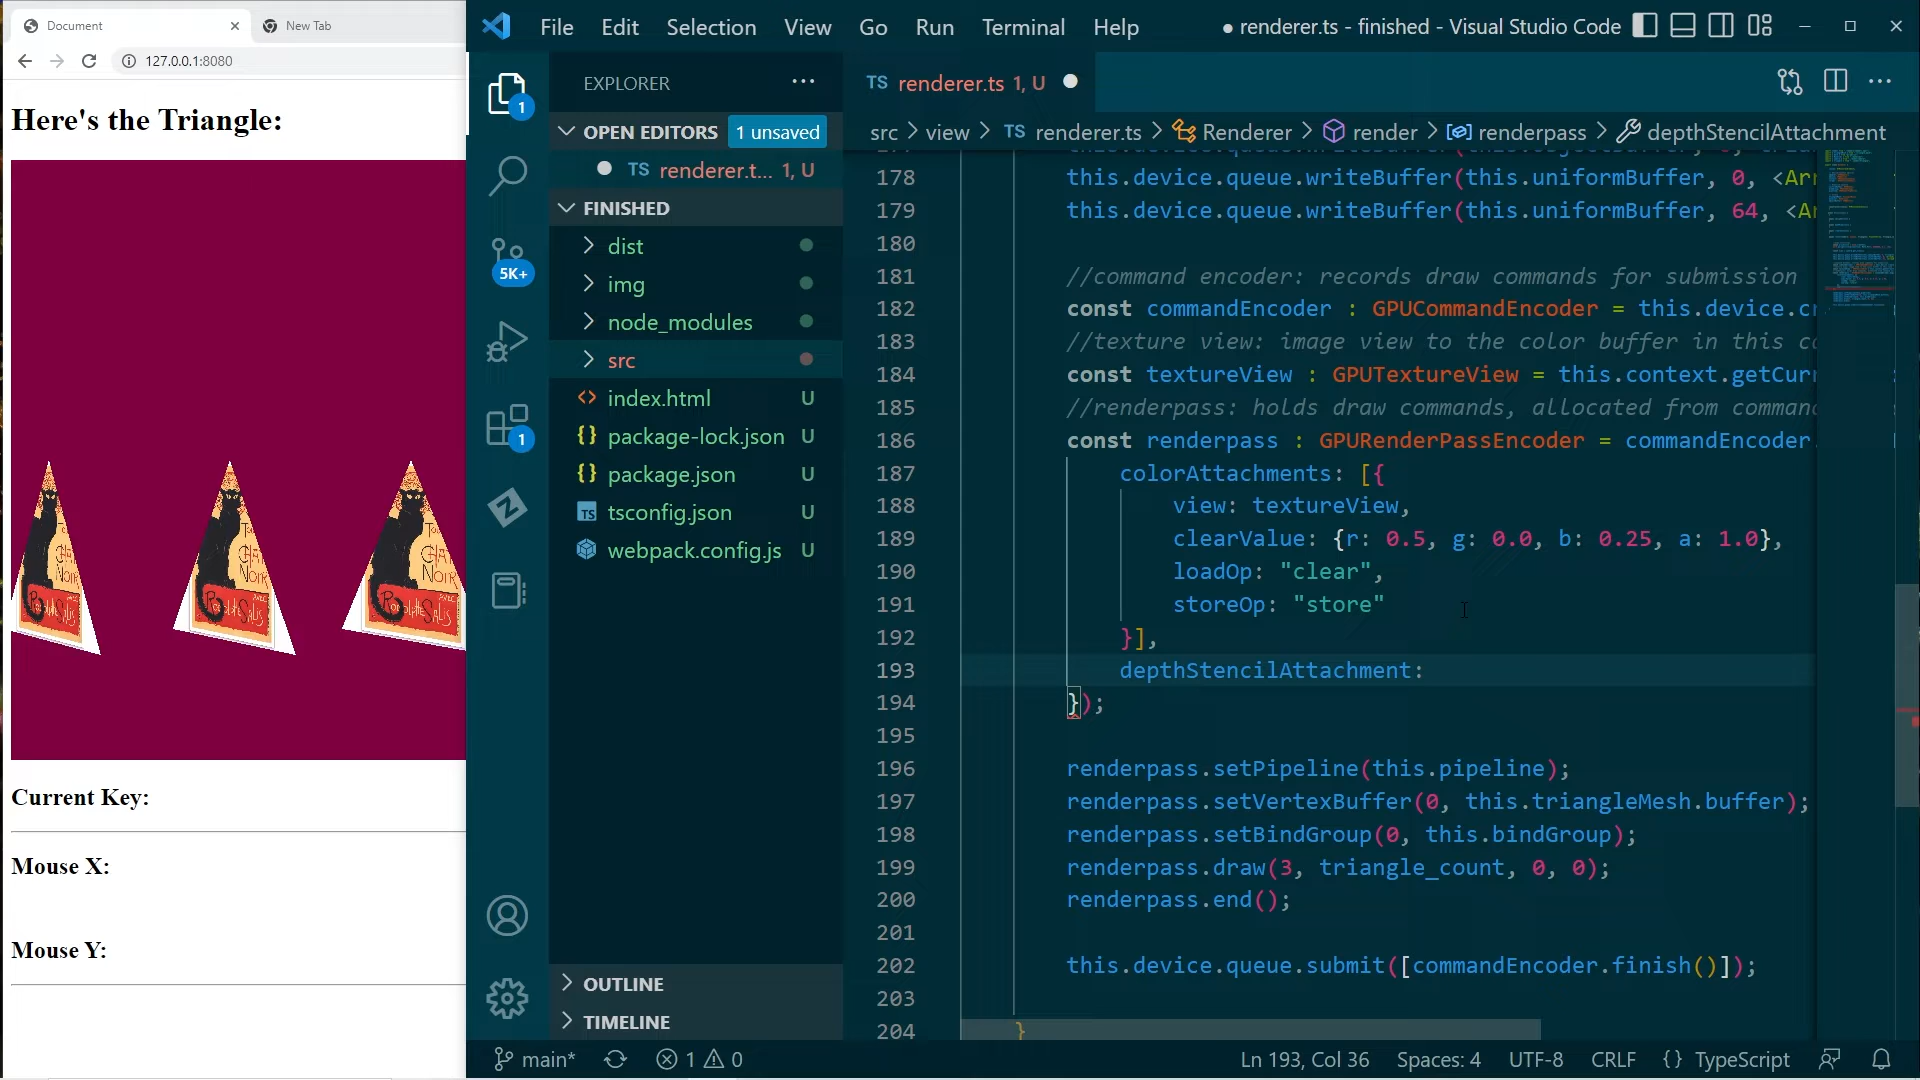 Document
New Tab
127.0.0.1:8080
Here's the Triangle:
Current Key:
Mouse X:
Mouse Y:
File Edit Selection View Go Run Terminal Help
● renderer.ts - finished - Visual Studio Code
EXPLORER
OPEN EDITORS 1 unsaved
TS renderer.t... 1, U
FINISHED
dist
img
node_modules
src
index.html U
package-lock.json U
package.json U
TS tsconfig.json U
webpack.config.js U
OUTLINE
TIMELINE
1
5K+
1
TS renderer.ts 1, U
src > view > TS renderer.ts > Renderer > render > renderpass > depthStencilAttachment
178 this.device.queue.writeBuffer(this.uniformBuffer, 0, <Arr
179 this.device.queue.writeBuffer(this.uniformBuffer, 64, <Ar
180
181 //command encoder: records draw commands for submission
182 const commandEncoder : GPUCommandEncoder = this.device.cr
183 //texture view: image view to the color buffer in this ca
184 const textureView : GPUTextureView = this.context.getCurr
185 //renderpass: holds draw commands, allocated from command
186 const renderpass : GPURenderPassEncoder = commandEncoder.
187 colorAttachments: [{
188 view: textureView,
189 clearValue: {r: 0.5, g: 0.0, b: 0.25, a: 1.0},
190 loadOp: "clear",
191 storeOp: "store"
192 }],
193 depthStencilAttachment:
194 });
195
196 renderpass.setPipeline(this.pipeline);
197 renderpass.setVertexBuffer(0, this.triangleMesh.buffer);
198 renderpass.setBindGroup(0, this.bindGroup);
199 renderpass.draw(3, triangle_count, 0, 0);
200 renderpass.end();
201
202 this.device.queue.submit([commandEncoder.finish()]);
203
204 }
main* 1 0 Ln 193, Col 36 Spaces: 4 UTF-8 CRLF {} TypeScript